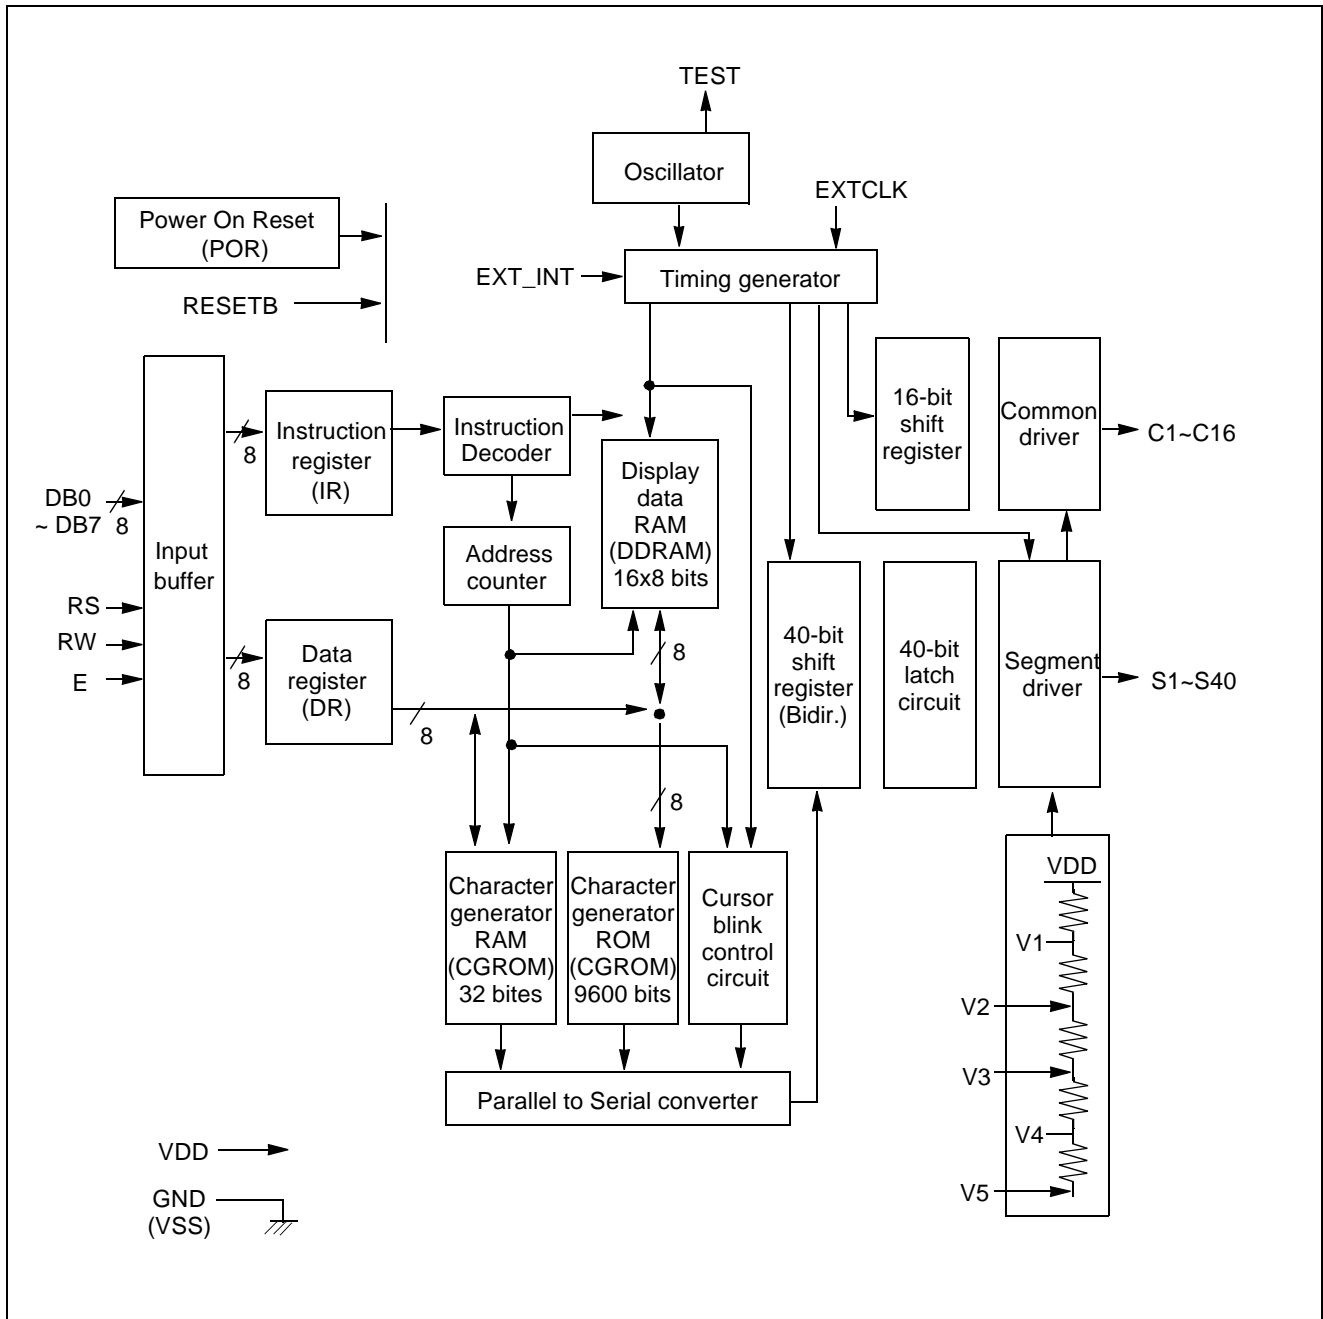 TEST
Oscillator
EXTCLK
Power On Reset
(POR)
EXT_INT
Timing generator
RESETB
Input
buffer
DB0
~ DB7
8
RS
RW
E
8
Instruction
register
(IR)
Instruction
Decoder
Address
counter
8
Data
register
(DR)
8
Display
data
RAM
(DDRAM)
16x8 bits
8
8
16-bit
shift
register
Common
driver
C1~C16
40-bit
shift
register
(Bidir.)
40-bit
latch
circuit
Segment
driver
S1~S40
Character
generator
RAM
(CGROM)
32 bites
Character
generator
ROM
(CGROM)
9600 bits
Cursor
blink
control
circuit
Parallel to Serial converter
VDD
V1
V2
V3
V4
V5
VDD
GND
(VSS)